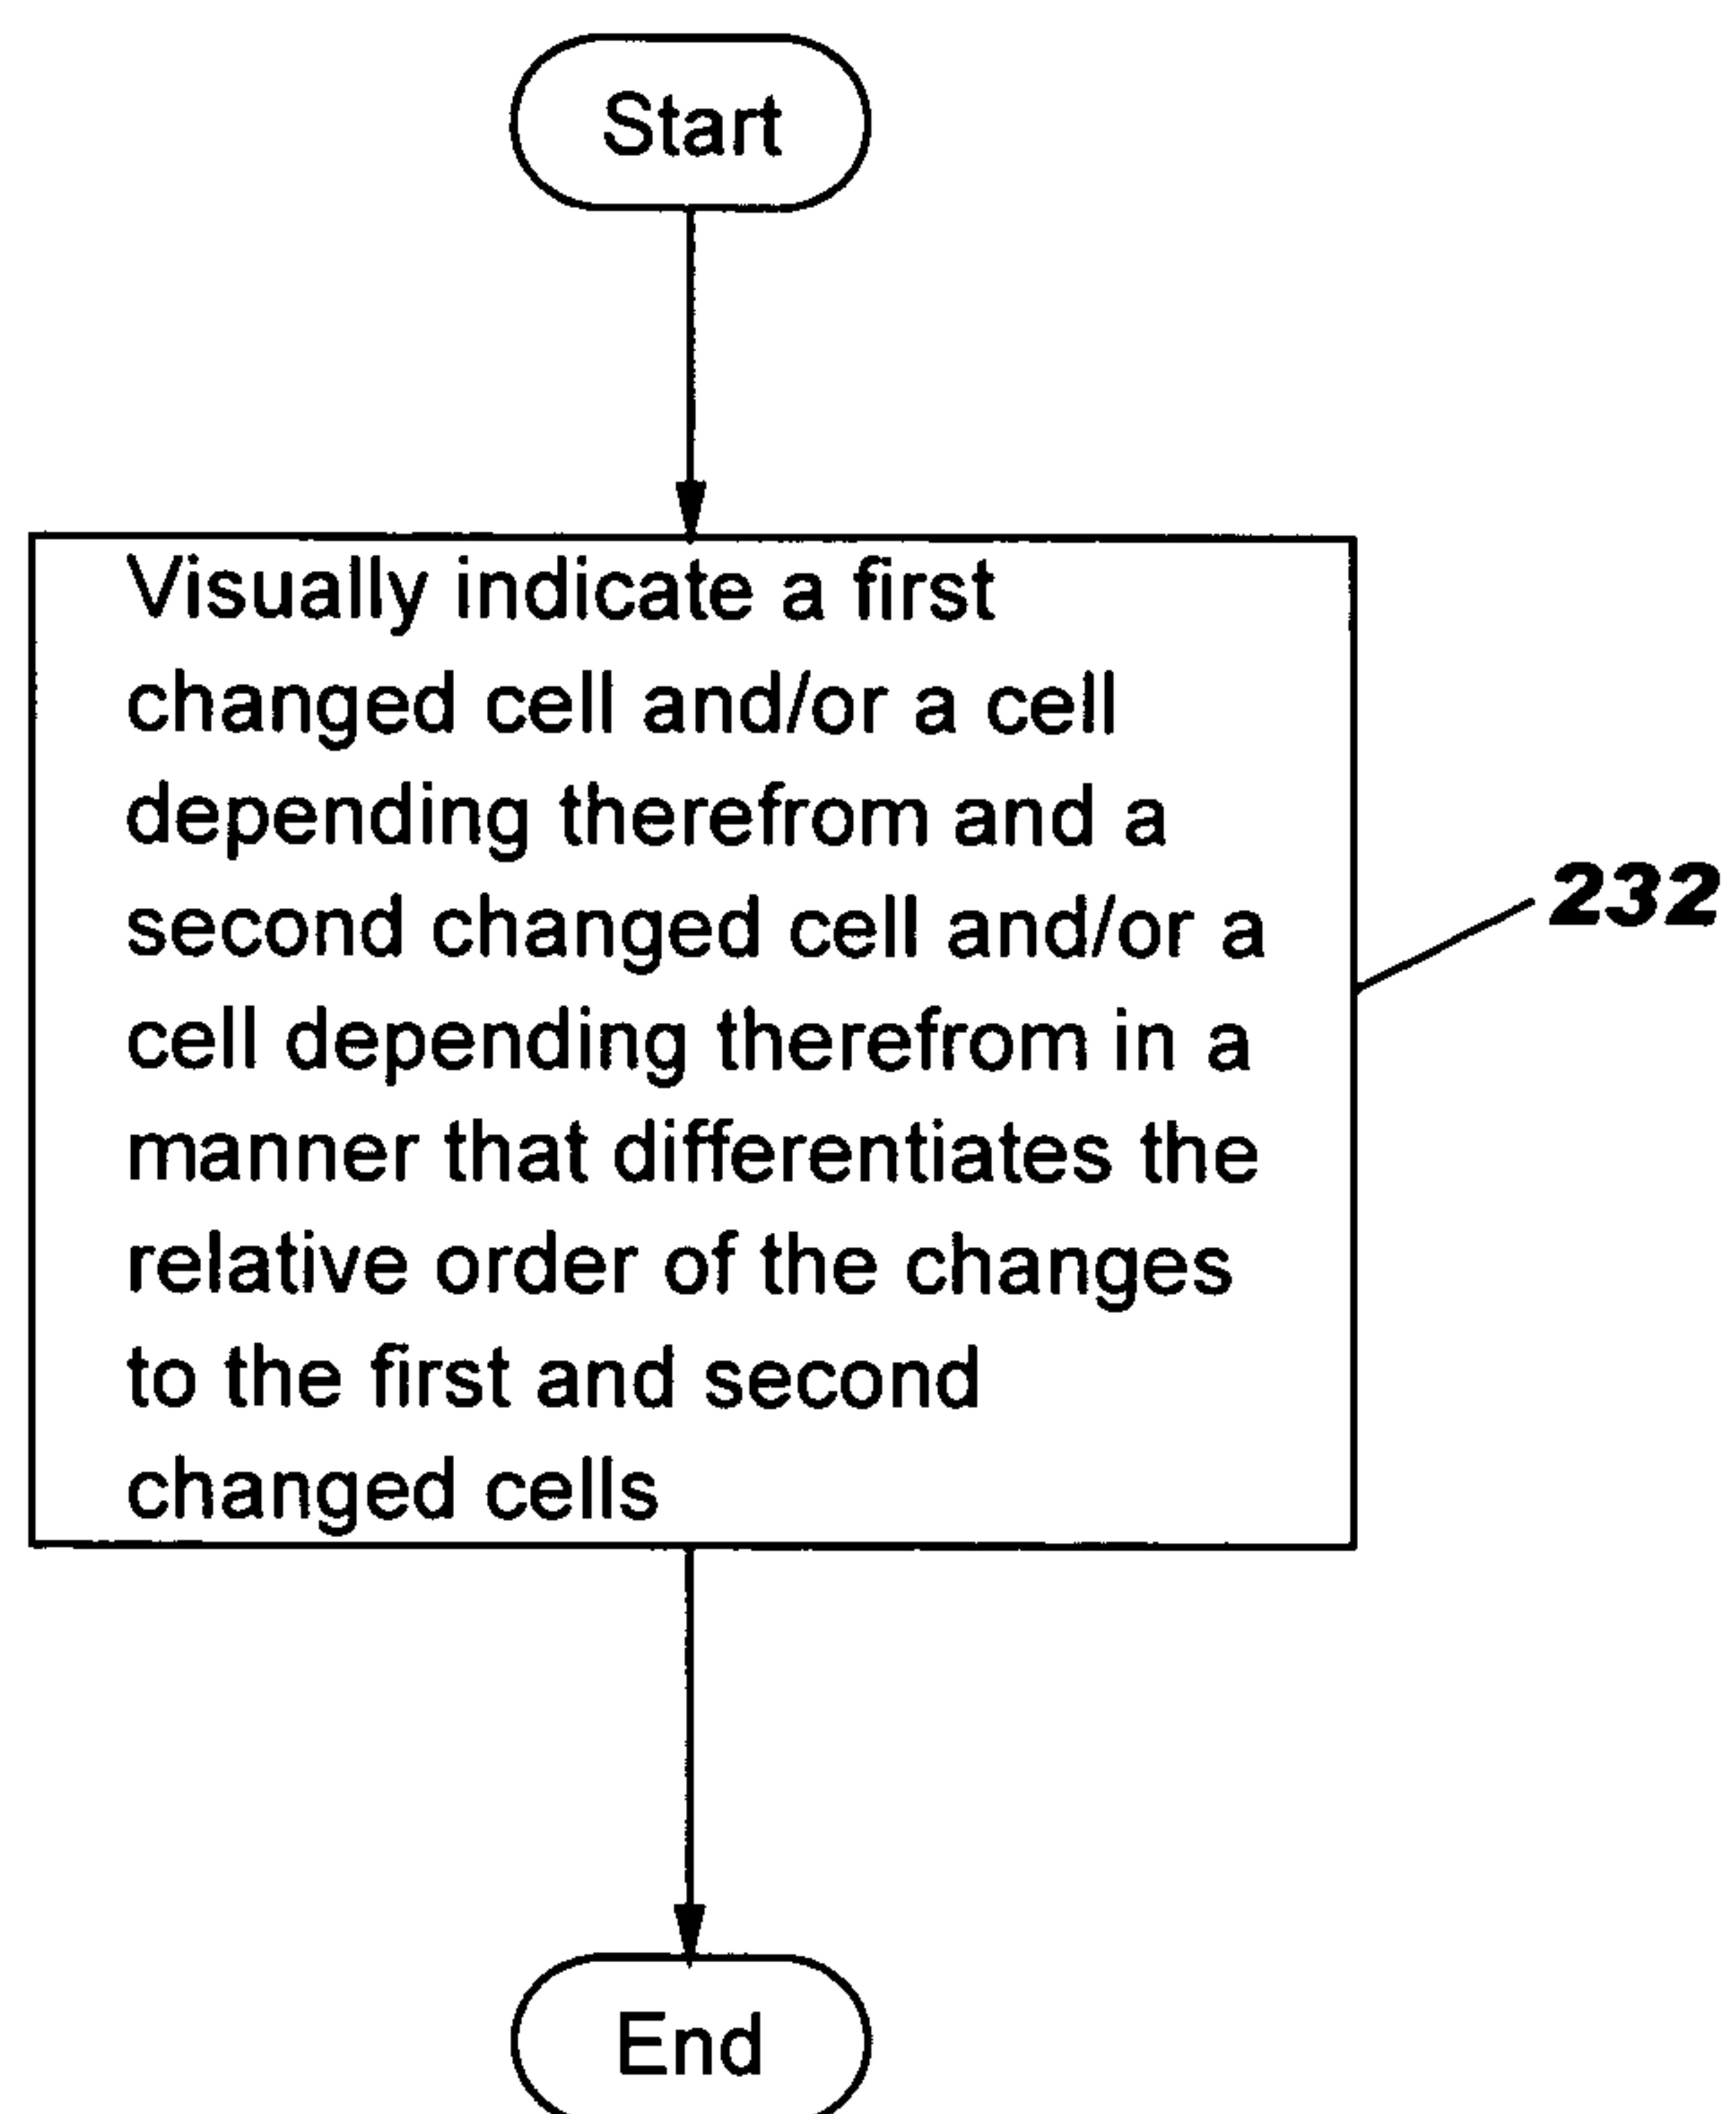 Start
Visually indicate a first
changed cell and/or a cell
depending therefrom and a
second changed cell and/or a
cell depending therefrom in a
manner that differentiates the
relative order of the changes
to the first and second
changed cells
232
End